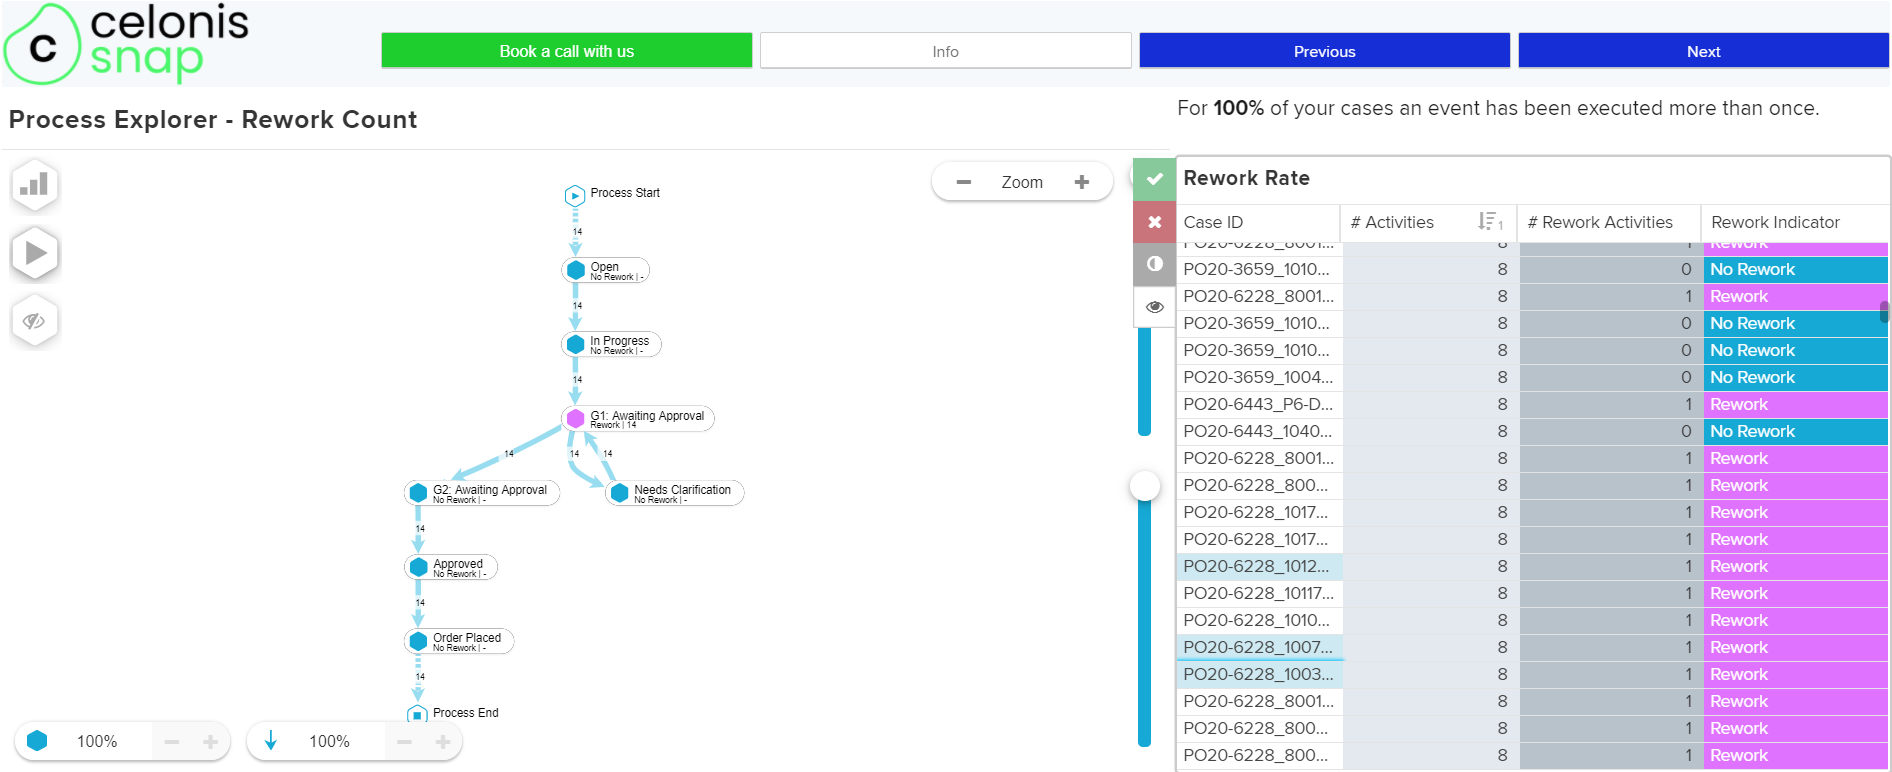 celonis
snap
C
Book a call with us
Info
Previous
Next
Process Explorer - Rework Count
For 100% of your cases an event has been executed more than once.
Zoom
Process Start
14
Open
No Rework | -
14
In Progress
No Rework | -
14
G1: Awaiting Approval
Rework | 14
14
14
14
G2: Awaiting Approval
No Rework | -
Needs Clarification
No Rework | -
14
Approved
No Rework | -
14
Order Placed
No Rework | -
14
Process End
100%
100%
Rework Rate
Case ID # Activities 1 # Rework Activities Rework Indicator
PO20-6228_8001... 8 1 Rework
PO20-3659_1010... 8 0 No Rework
PO20-6228_8001... 8 1 Rework
PO20-3659_1010... 8 0 No Rework
PO20-3659_1010... 8 0 No Rework
PO20-3659_1004... 8 0 No Rework
PO20-6443_P6-D... 8 1 Rework
PO20-6443_1040... 8 0 No Rework
PO20-6228_8001... 8 1 Rework
PO20-6228_800... 8 1 Rework
PO20-6228_1017... 8 1 Rework
PO20-6228_1017... 8 1 Rework
PO20-6228_1012... 8 1 Rework
PO20-6228_10117... 8 1 Rework
PO20-6228_1010... 8 1 Rework
PO20-6228_1007... 8 1 Rework
PO20-6228_1003... 8 1 Rework
PO20-6228_8001... 8 1 Rework
PO20-6228_800... 8 1 Rework
PO20-6228_800... 8 1 Rework